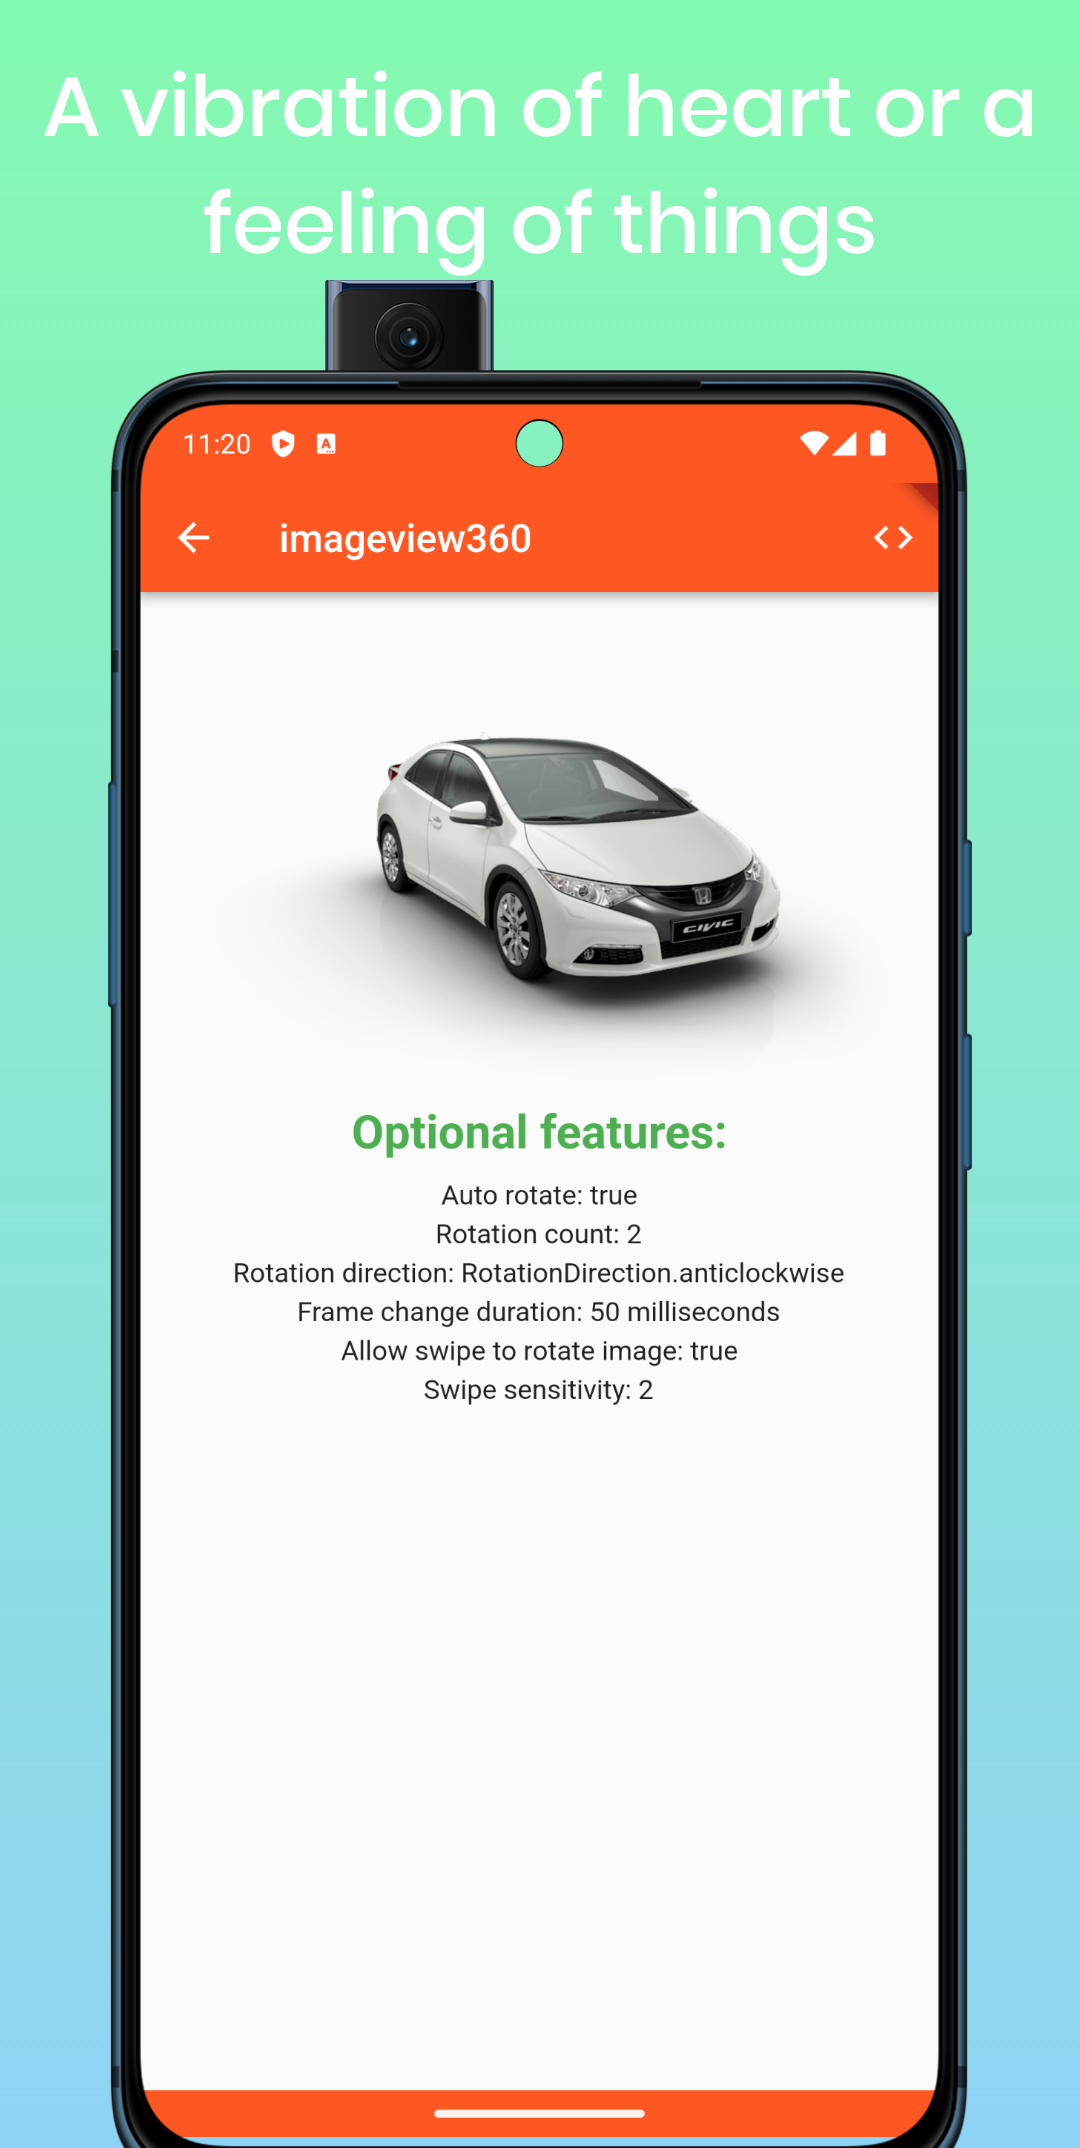 A vibration of heart or a
feeling of things
11:20
A
imageview360
CIVIC
Optional features:
Auto rotate: true
Rotation count: 2
Rotation direction: RotationDirection.anticlockwise
Frame change duration: 50 milliseconds
Allow swipe to rotate image: true
Swipe sensitivity: 2